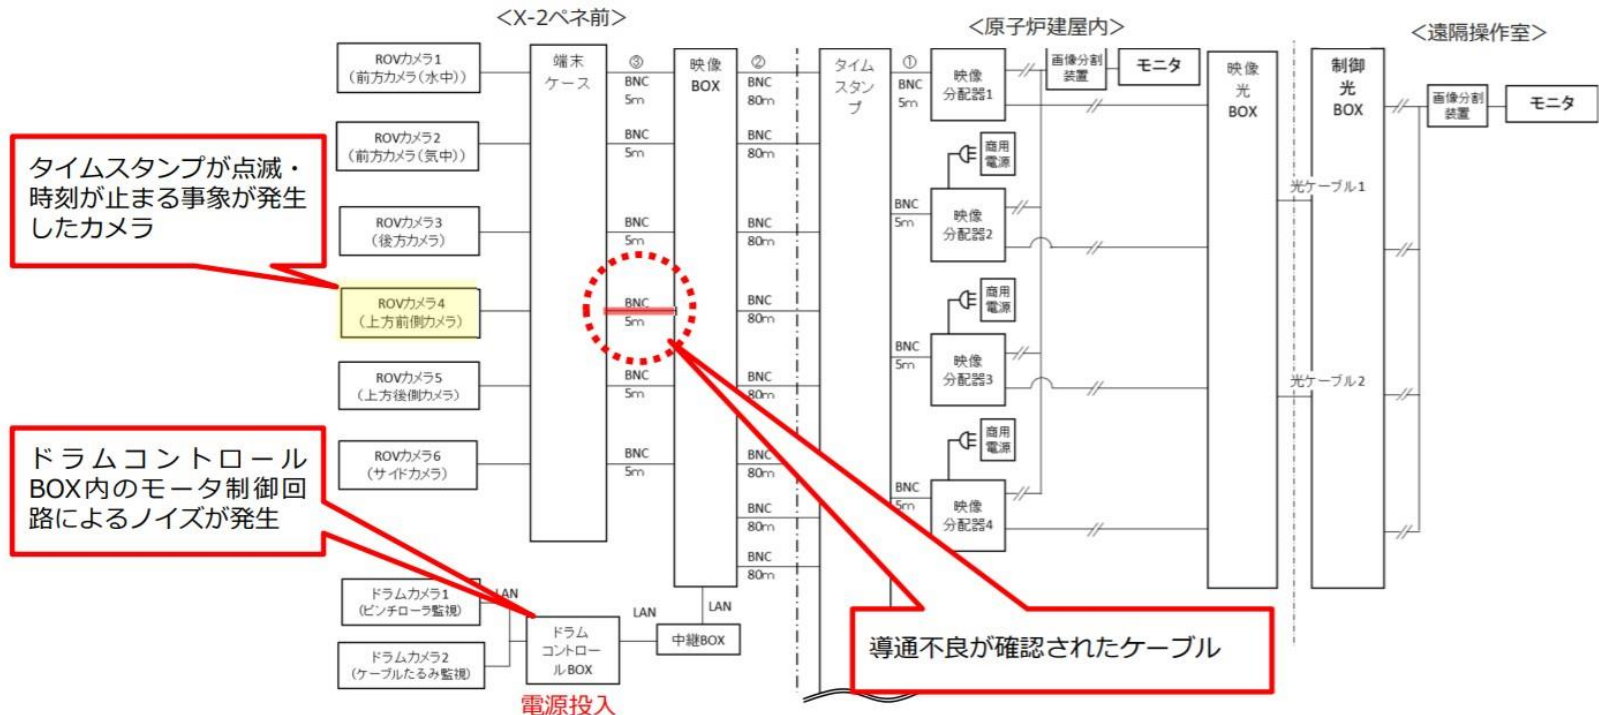 <X-2ペネ前>
<原子炉建屋内>
<遠隔操作室>
ROVカメラ1
(前方カメラ(水中))
ROVカメラ2
(前方カメラ(気中))
ROVカメラ3
(後方カメラ)
ROVカメラ4
(上方前側カメラ)
ROVカメラ5
(上方後側カメラ)
ROVカメラ6
(サイドカメラ)
タイムスタンプが点滅・
時刻が止まる事象が発生
したカメラ
ドラムコントロール
BOX内のモータ制御回
路によるノイズが発生
ドラムカメラ1
(ピンチローラ監視)
ドラムカメラ2
(ケーブルたるみ監視)
LAN
ドラム
コントロー
ルBOX
電源投入
LAN
中継BOX
LAN
端末
ケース
③
BNC
5m
BNC
5m
BNC
5m
BNC
5m
BNC
5m
BNC
5m
映像
BOX
②
BNC
80m
BNC
80m
BNC
80m
BNC
80m
BNC
80m
BNC
80m
BNC
80m
BNC
80m
タイム
スタン
プ
①
BNC
5m
BNC
5m
BNC
5m
BNC
5m
映像
分配器1
画像分割
装置
モニタ
商用
電源
映像
分配器2
商用
電源
映像
分配器3
商用
電源
映像
分配器4
導通不良が確認されたケーブル
映像
光
BOX
光ケーブル1
光ケーブル2
制御
光
BOX
画像分割
装置
モニタ